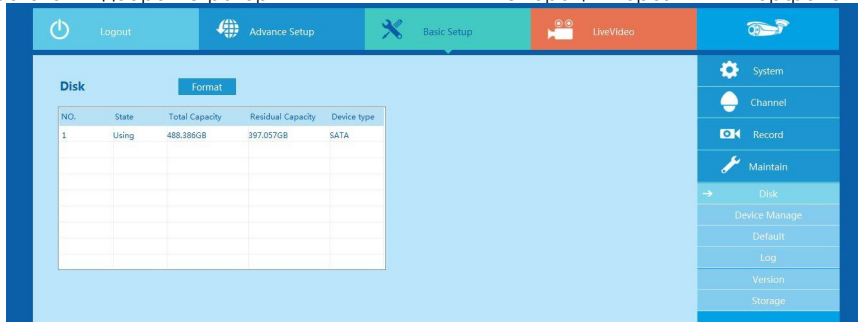 Logout Advance Setup Basic Setup LiveVideo
System
Disk Format
Channel
NO. State Total Capacity Residual Capacity Device type
1 Using 488.386GB 397.057GB SATA
Record
Maintain
Disk
Device Manage
Default
Log
Version
Storage